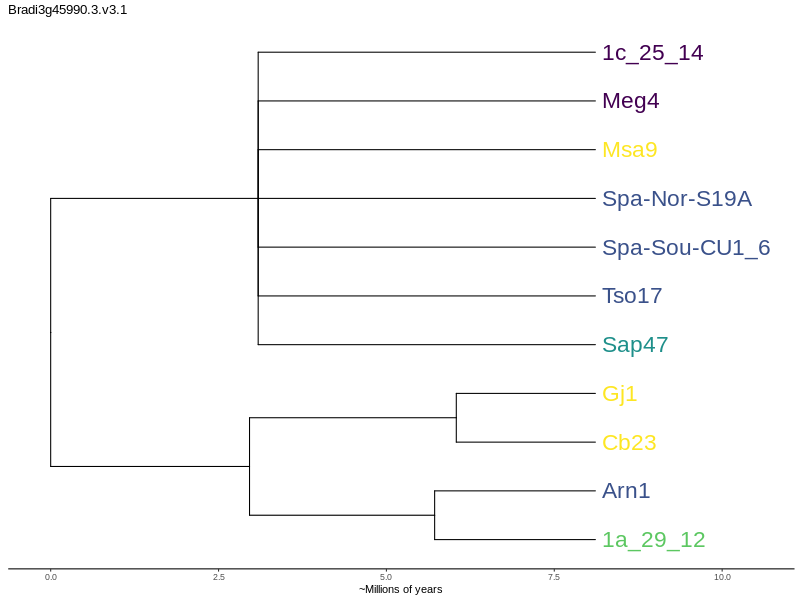 Bradi3g45990.3.v3.1
1c_25_14
Meg4
Msa9
Spa-Nor-S19A
Spa-Sou-CU1_6
Tso17
Sap47
Gj1
Cb23
Arn1
1a_29_12
0.0 2.5 5.0 7.5 10.0
~Millions of years